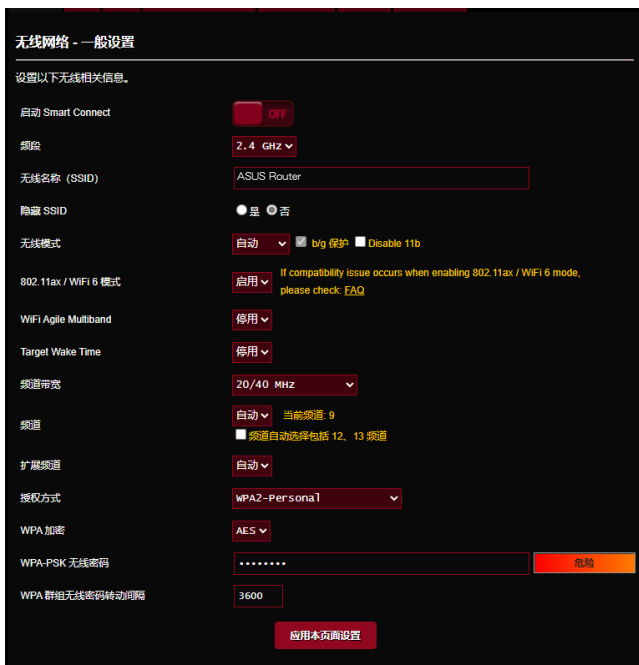 无线网络 - 一般设置
设置以下无线相关信息。
启动 Smart Connect OFF
频段 2.4 GHz
无线名称（SSID） ASUS Router
隐藏 SSID 是 否
无线模式 自动 b/g 保护 Disable 11b
802.11ax / WiFi 6 模式 启用 If compatibility issue occurs when enabling 802.11ax / WiFi 6 mode,
please check: FAQ
WiFi Agile Multiband 停用
Target Wake Time 停用
频道带宽 20/40 MHz
频道 自动 当前频道: 9
频道自动选择包括 12、13 频道
扩展频道 自动
授权方式 WPA2-Personal
WPA 加密 AES
WPA-PSK 无线密码 •••••••• 危险
WPA 群组无线密码转动间隔 3600
应用本页面设置